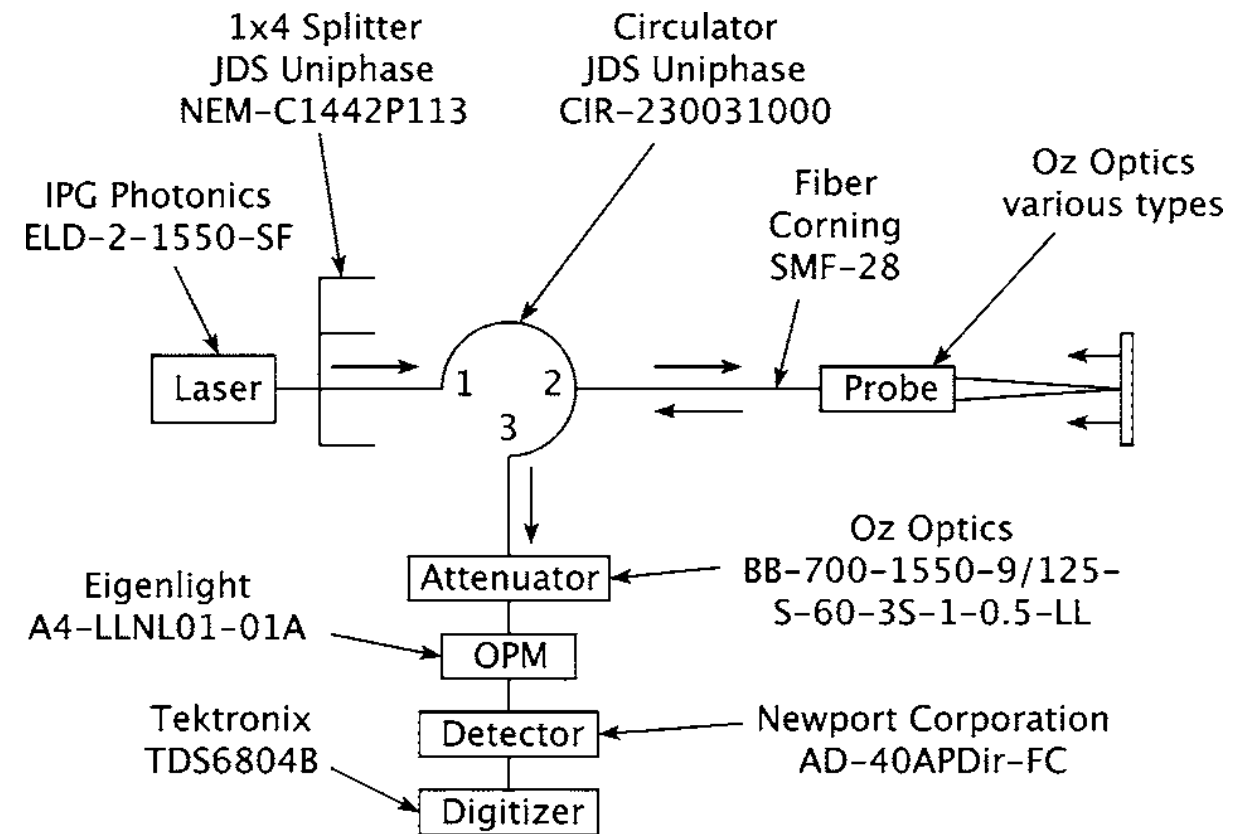 1x4 Splitter
JDS Uniphase
NEM-C1442P113
Circulator
JDS Uniphase
CIR-230031000
IPG Photonics
ELD-2-1550-SF
Fiber
Corning
SMF-28
Oz Optics
various types
Laser
1
2
3
Probe
Attenuator
Oz Optics
BB-700-1550-9/125-
S-60-3S-1-0.5-LL
Eigenlight
A4-LLNL01-01A
OPM
Tektronix
TDS6804B
Detector
Newport Corporation
AD-40APDir-FC
Digitizer